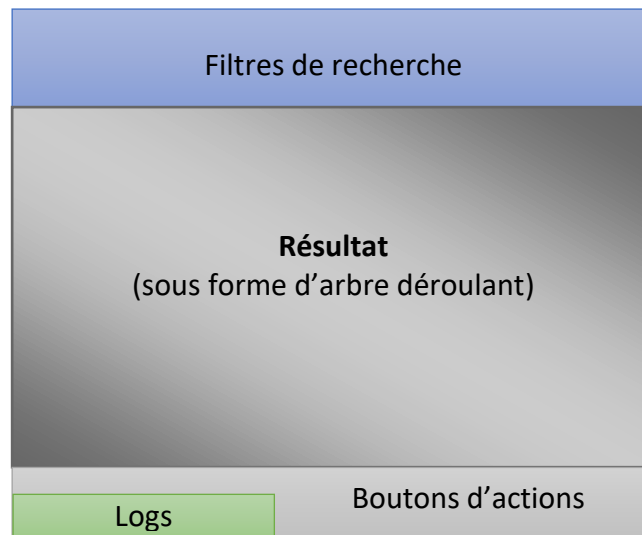 Filtres de recherche
Résultat
(sous forme d’arbre déroulant)
Boutons d’actions
Logs